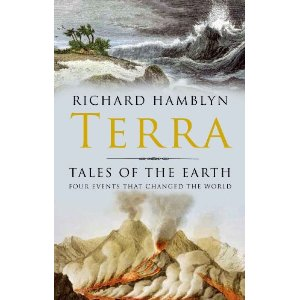 RICHARD HAMBLYN
TERRA
TALES OF THE EARTH
FOUR EVENTS THAT CHANGED THE WORLD